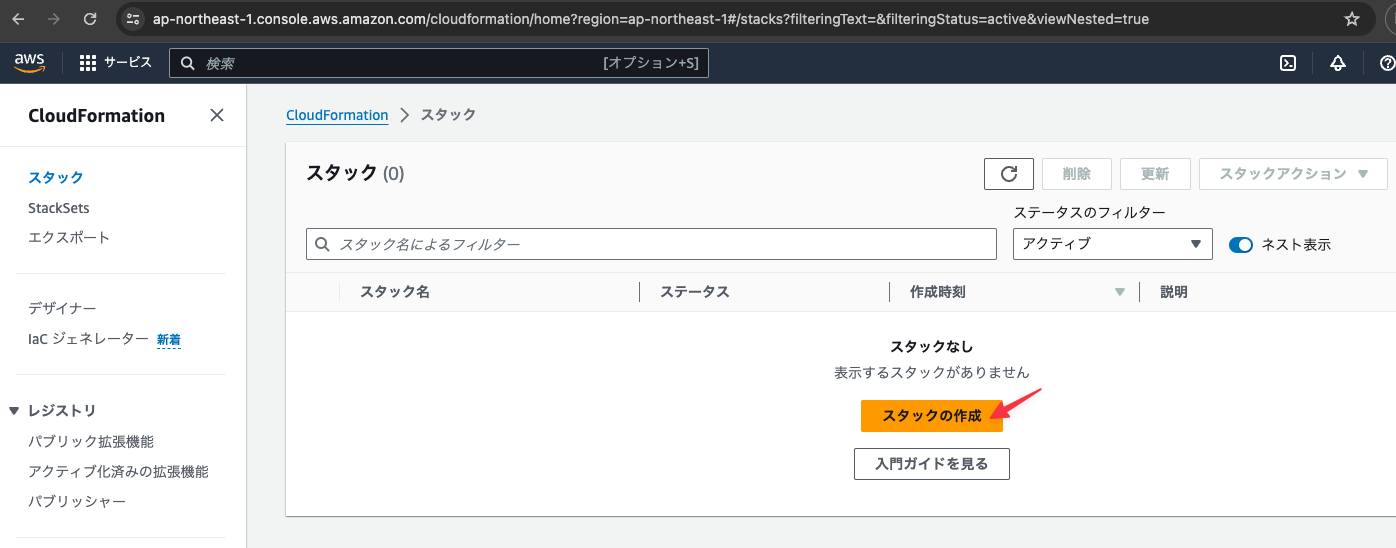 ap-northeast-1.console.aws.amazon.com/cloudformation/home?region=ap-northeast-1#/stacks?filteringText=&filteringStatus=active&viewNested=true
aws サービス 検索 [オプション+S]
CloudFormation
スタック
StackSets
エクスポート
デザイナー
IaC ジェネレーター 新着
レジストリ
パブリック拡張機能
アクティブ化済みの拡張機能
パブリッシャー
CloudFormation スタック
スタック (0)
削除 更新 スタックアクション
ステータスのフィルター
スタック名によるフィルター アクティブ ネスト表示
スタック名 ステータス 作成時刻 説明
スタックなし
表示するスタックがありません
スタックの作成
入門ガイドを見る